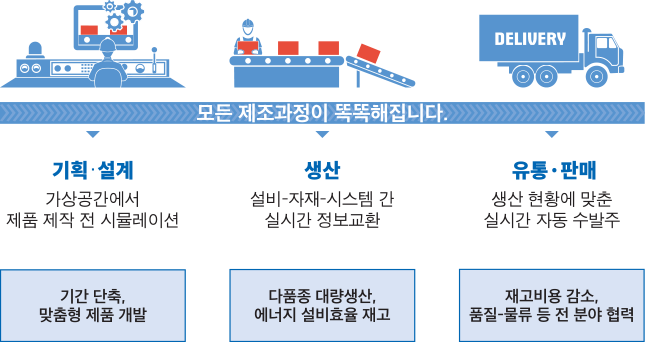 DELIVERY
모든 제조과정이 똑똑해집니다.
기획·설계
가상공간에서
제품 제작 전 시뮬레이션
기간 단축,
맞춤형 제품 개발
생산
설비-자재-시스템 간
실시간 정보교환
다품종 대량생산,
에너지 설비효율 재고
유통·판매
생산 현황에 맞춘
실시간 자동 수발주
재고비용 감소,
품질-물류 등 전 분야 협력